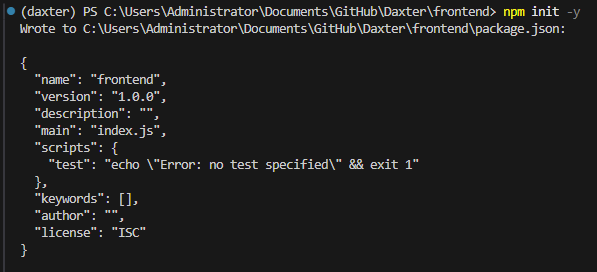 (daxter) PS C:\Users\Administrator\Documents\GitHub\Daxter\frontend> npm init -y
Wrote to C:\Users\Administrator\Documents\GitHub\Daxter\frontend\package.json:

{
  "name": "frontend",
  "version": "1.0.0",
  "description": "",
  "main": "index.js",
  "scripts": {
    "test": "echo \"Error: no test specified\" && exit 1"
  },
  "keywords": [],
  "author": "",
  "license": "ISC"
}